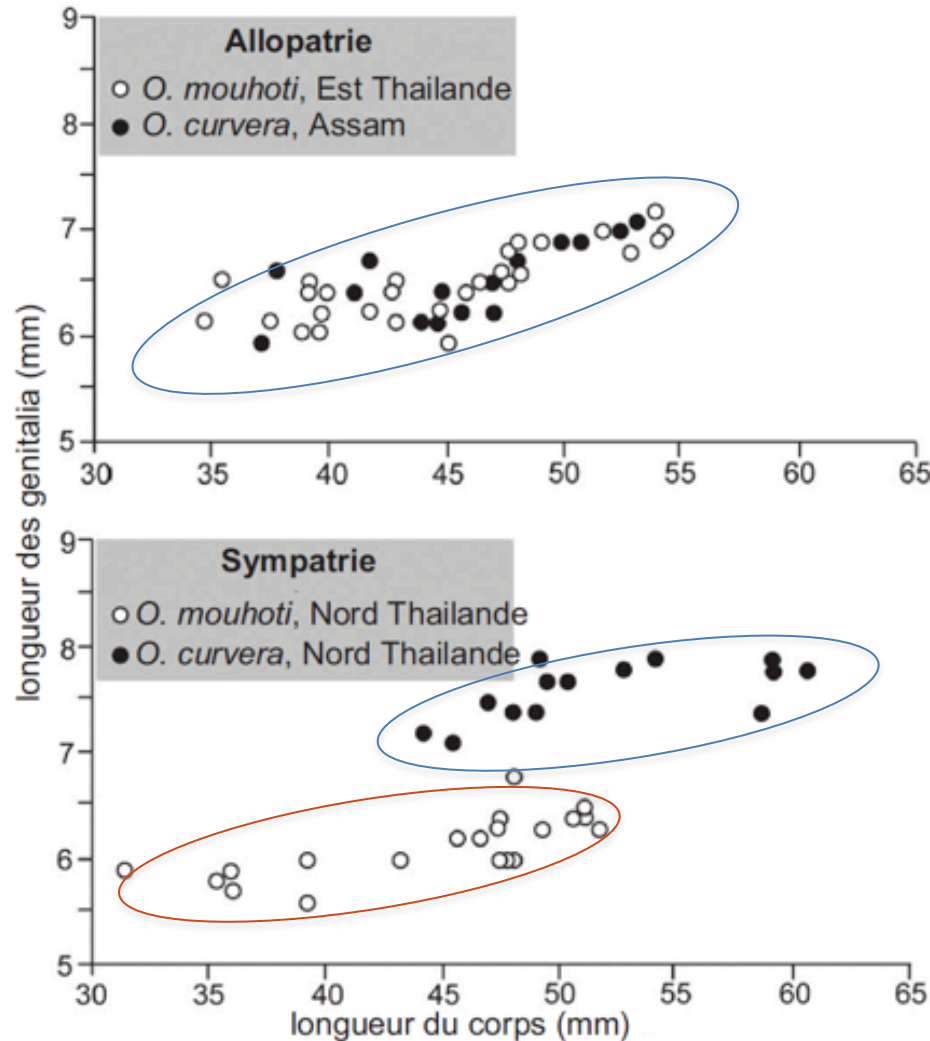 9
Allopatrie
O. mouhoti, Est Thailande
O. curvera, Assam
8
7
6
5
30 35 40 45 50 55 60 65
longueur des genitalia (mm)
9
Sympatrie
O. mouhoti, Nord Thailande
O. curvera, Nord Thailande
8
7
6
5
30 35 40 45 50 55 60 65
longueur du corps (mm)